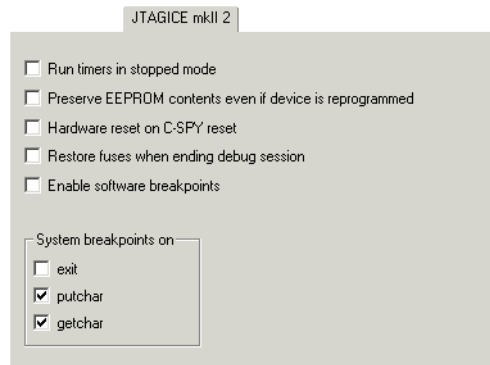 JTAGICE mkII 2
Run timers in stopped mode
Preserve EEPROM contents even if device is reprogrammed
Hardware reset on C-SPY reset
Restore fuses when ending debug session
Enable software breakpoints
System breakpoints on
exit
putchar
getchar